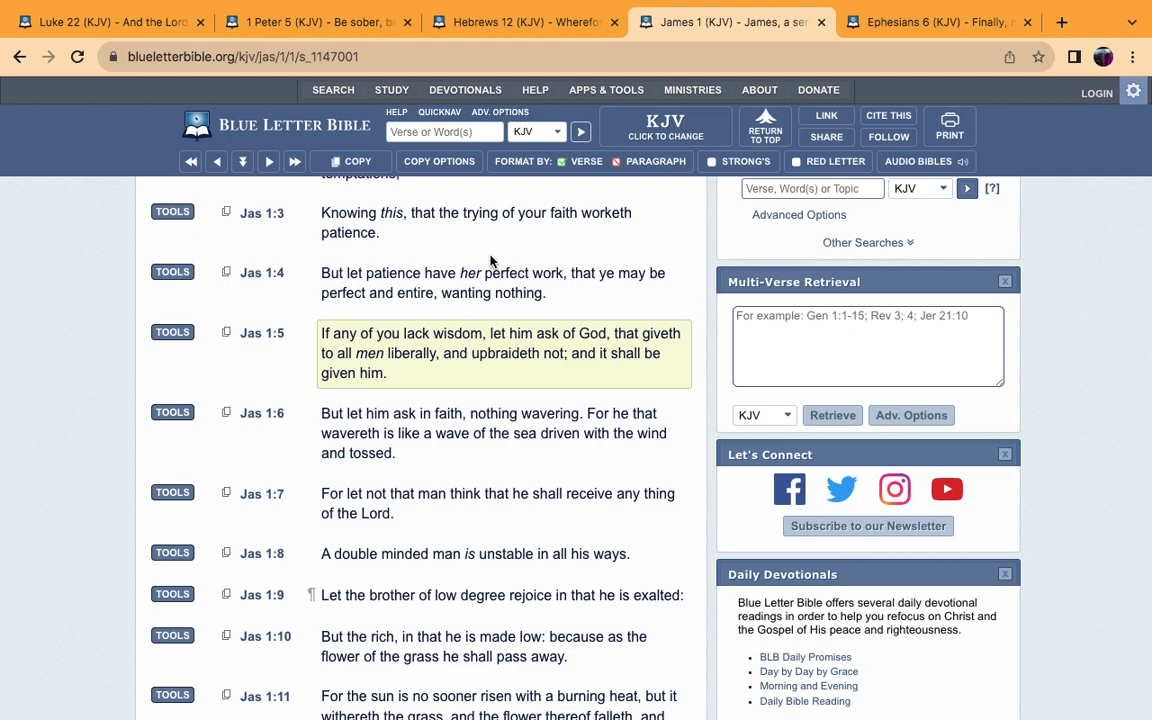 Luke 22 (KJV) - And the Lord
1 Peter 5 (KJV) - Be sober, be
Hebrews 12 (KJV) - Wherefo
James 1 (KJV) - James, a ser
Ephesians 6 (KJV) - Finally, 
blueletterbible.org/kjv/jas/1/1/s_1147001
SEARCH STUDY DEVOTIONALS HELP APPS & TOOLS MINISTRIES ABOUT DONATE LOGIN
BLUE LETTER BIBLE
HELP QUICKNAV ADV. OPTIONS
Verse or Word(s) KJV
KJV
CLICK TO CHANGE
RETURN
TO TOP
LINK CITE THIS
SHARE FOLLOW
PRINT
COPY COPY OPTIONS FORMAT BY: VERSE PARAGRAPH STRONG'S RED LETTER AUDIO BIBLES
temptations;
TOOLS Jas 1:3 Knowing this, that the trying of your faith worketh
patience.
TOOLS Jas 1:4 But let patience have her perfect work, that ye may be
perfect and entire, wanting nothing.
TOOLS Jas 1:5 If any of you lack wisdom, let him ask of God, that giveth
to all men liberally, and upbraideth not; and it shall be
given him.
TOOLS Jas 1:6 But let him ask in faith, nothing wavering. For he that
wavereth is like a wave of the sea driven with the wind
and tossed.
TOOLS Jas 1:7 For let not that man think that he shall receive any thing
of the Lord.
TOOLS Jas 1:8 A double minded man is unstable in all his ways.
TOOLS Jas 1:9 ¶ Let the brother of low degree rejoice in that he is exalted:
TOOLS Jas 1:10 But the rich, in that he is made low: because as the
flower of the grass he shall pass away.
TOOLS Jas 1:11 For the sun is no sooner risen with a burning heat, but it
withereth the grass, and the flower thereof falleth, and
Verse, Word(s) or Topic KJV [?]
Advanced Options
Other Searches
Multi-Verse Retrieval X
For example: Gen 1:1-15; Rev 3; 4; Jer 21:10
KJV Retrieve Adv. Options
Let's Connect X
Subscribe to our Newsletter
Daily Devotionals X
Blue Letter Bible offers several daily devotional
readings in order to help you refocus on Christ and
the Gospel of His peace and righteousness.
• BLB Daily Promises
• Day by Day by Grace
• Morning and Evening
• Daily Bible Reading